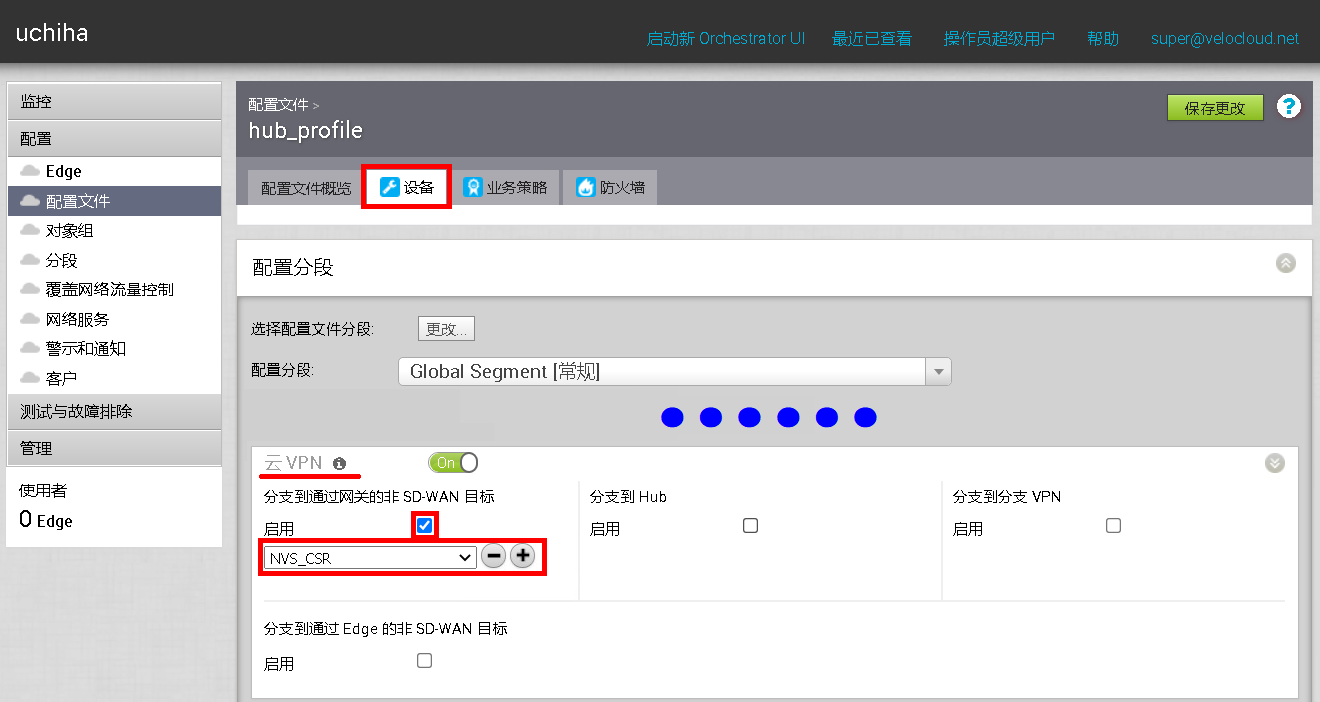 uchiha
启动新 Orchestrator UI 最近已查看 操作员超级用户 帮助 super@velocloud.net
监控
配置
Edge
配置文件
对象组
分段
覆盖网络流量控制
网络服务
警示和通知
客户
测试与故障排除
管理
使用者
0 Edge
配置文件 >
hub_profile
保存更改
?
配置文件概览 设备 业务策略 防火墙
配置分段
选择配置文件分段: 更改...
配置分段: Global Segment [常规]
云 VPN On
分支到通过网关的非 SD-WAN 目标
启用
NVS_CSR
分支到 Hub
启用
分支到分支 VPN
启用
分支到通过 Edge 的非 SD-WAN 目标
启用